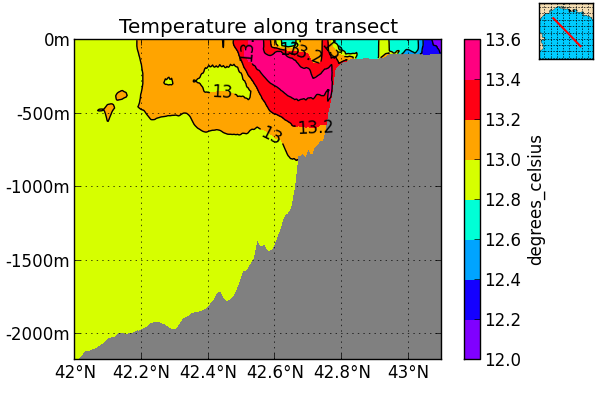 Temperature along transect
0m
-500m
-1000m
-1500m
-2000m
42°N
42.2°N
42.4°N
42.6°N
42.8°N
43°N
13
13.2
13
13
13.2
13.6
13.4
13.2
13.0
12.8
12.6
12.4
12.2
12.0
degrees_celsius